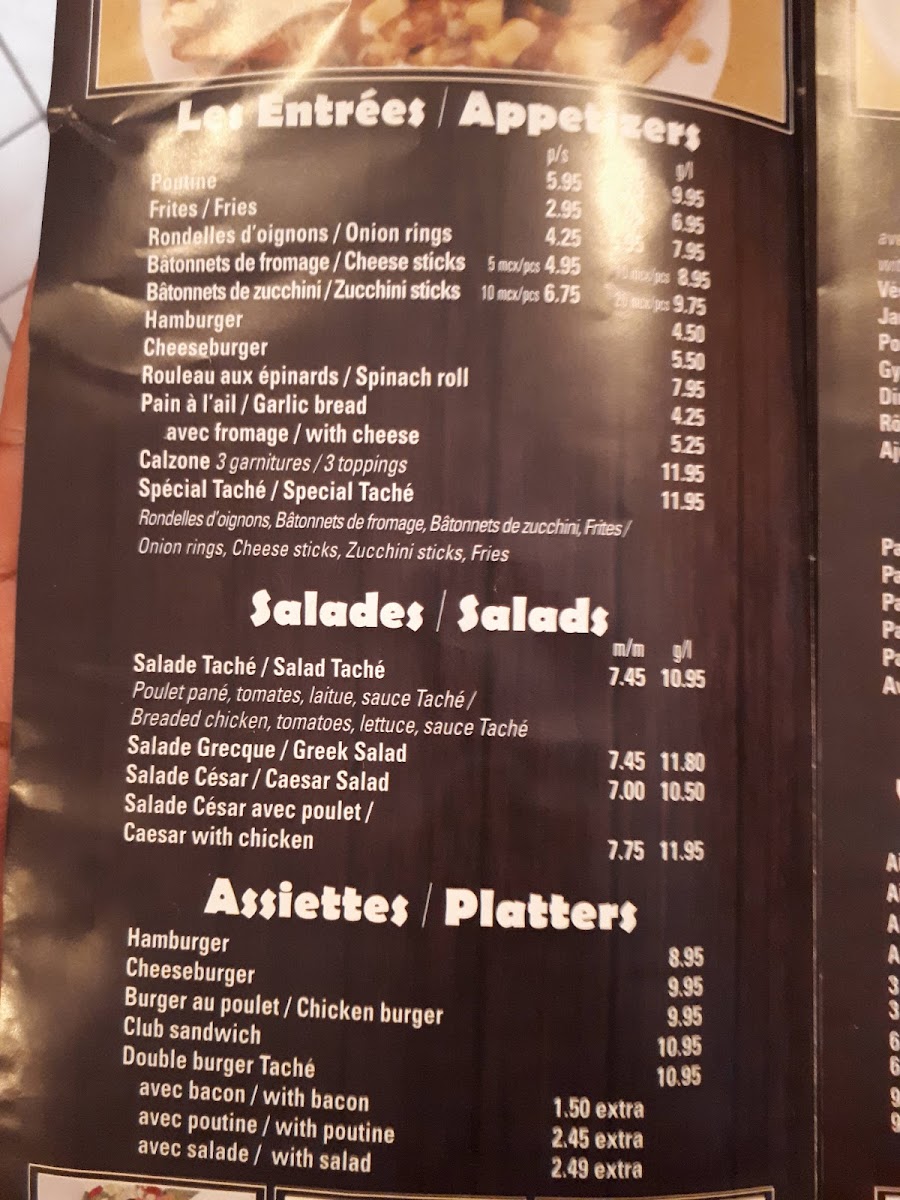 Les Entrées / Appetizers
p/s g/l
Poutine 5.95 9.95
Frites / Fries 2.95 6.95
Rondelles d'oignons / Onion rings 4.25 7.95
Bâtonnets de fromage / Cheese sticks 5 mcx/pcs 4.95 10 mcx/pcs 8.95
Bâtonnets de zucchini / Zucchini sticks 10 mcx/pcs 6.75 20 mcx/pcs 9.75
Hamburger 4.50
Cheeseburger 5.50
Rouleau aux épinards / Spinach roll 7.95
Pain à l'ail / Garlic bread 4.25
avec fromage / with cheese 5.25
Calzone 3 garnitures / 3 toppings 11.95
Spécial Taché / Special Taché 11.95
Rondelles d'oignons, Bâtonnets de fromage, Bâtonnets de zucchini, Frites /
Onion rings, Cheese sticks, Zucchini sticks, Fries
Salades / Salads
m/m g/l
Salade Taché / Salad Taché 7.45 10.95
Poulet pané, tomates, laitue, sauce Taché /
Breaded chicken, tomatoes, lettuce, sauce Taché
Salade Grecque / Greek Salad 7.45 11.80
Salade César / Caesar Salad 7.00 10.50
Salade César avec poulet /
Caesar with chicken 7.75 11.95
Assiettes / Platters
Hamburger 8.95
Cheeseburger 9.95
Burger au poulet / Chicken burger 9.95
Club sandwich 10.95
Double burger Taché 10.95
avec bacon / with bacon 1.50 extra
avec poutine / with poutine 2.45 extra
avec salade / with salad 2.49 extra